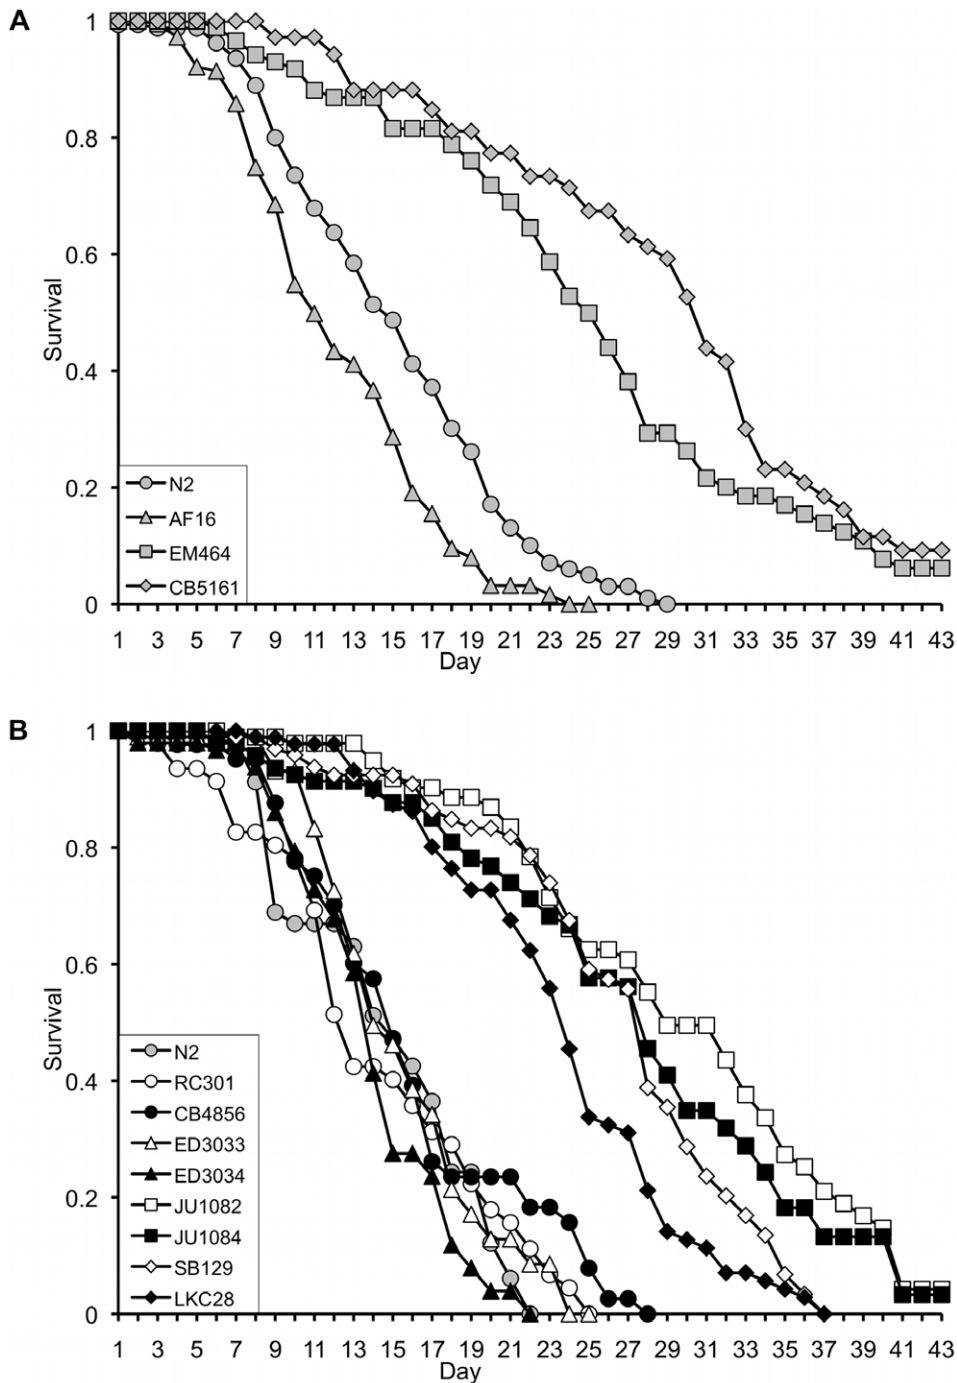 A
1
0.8
0.6
0.4
0.2
0
Survival
N2
AF16
EM464
CB5161
1 3 5 7 9 11 13 15 17 19 21 23 25 27 29 31 33 35 37 39 41 43
Day
B
1
0.8
0.6
0.4
0.2
0
Survival
N2
RC301
CB4856
ED3033
ED3034
JU1082
JU1084
SB129
LKC28
1 3 5 7 9 11 13 15 17 19 21 23 25 27 29 31 33 35 37 39 41 43
Day